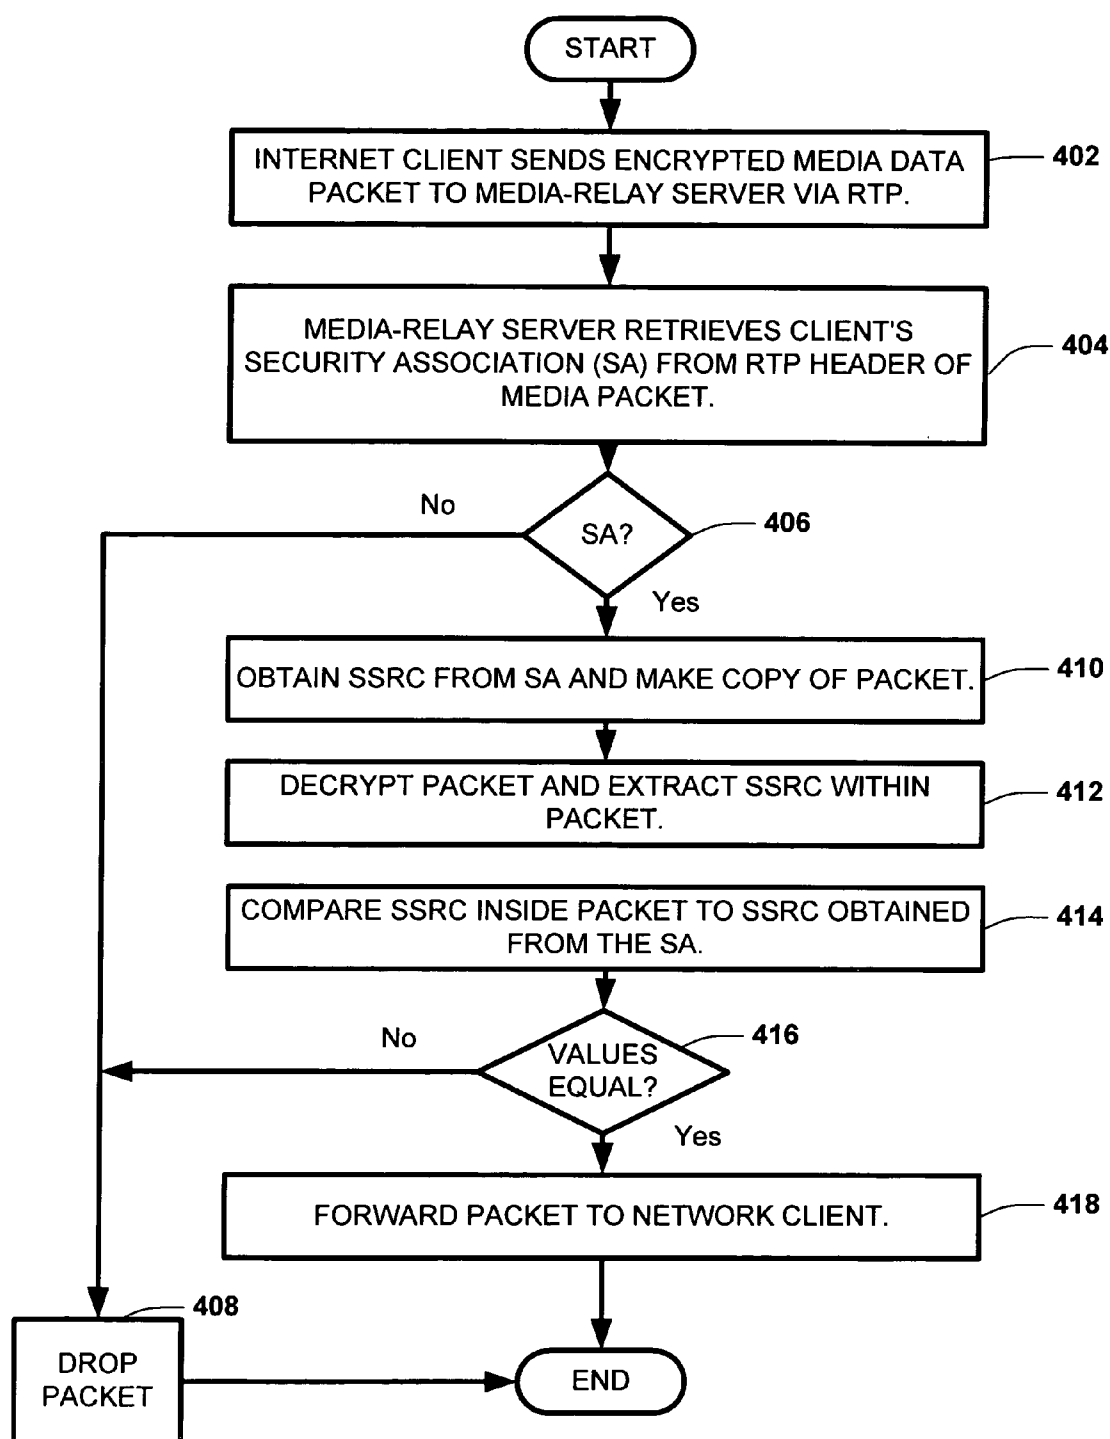 START
INTERNET CLIENT SENDS ENCRYPTED MEDIA DATA
PACKET TO MEDIA-RELAY SERVER VIA RTP.
402
MEDIA-RELAY SERVER RETRIEVES CLIENT'S
SECURITY ASSOCIATION (SA) FROM RTP HEADER OF
MEDIA PACKET.
404
No
SA?
406
Yes
OBTAIN SSRC FROM SA AND MAKE COPY OF PACKET.
410
DECRYPT PACKET AND EXTRACT SSRC WITHIN
PACKET.
412
COMPARE SSRC INSIDE PACKET TO SSRC OBTAINED
FROM THE SA.
414
No
VALUES
EQUAL?
416
Yes
FORWARD PACKET TO NETWORK CLIENT.
418
408
DROP
PACKET
END